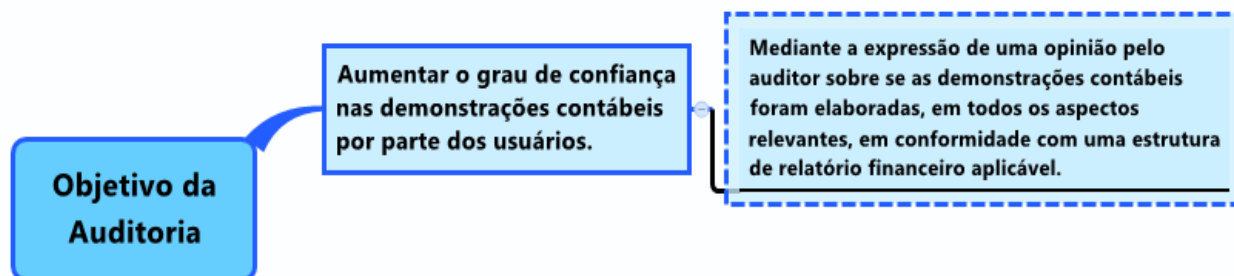 Objetivo da
Auditoria
Aumentar o grau de confiança
nas demonstrações contábeis
por parte dos usuários.
Mediante a expressão de uma opinião pelo
auditor sobre se as demonstrações contábeis
foram elaboradas, em todos os aspectos
relevantes, em conformidade com uma estrutura
de relatório financeiro aplicável.